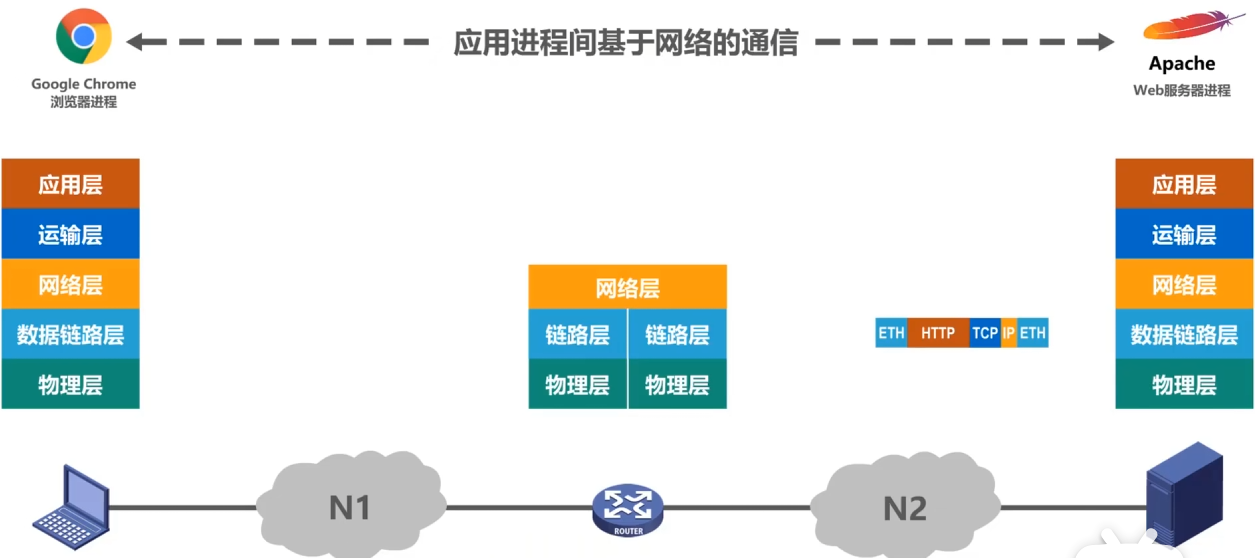 应用进程间基于网络的通信
Google Chrome
浏览器进程
Apache
Web服务器进程
应用层
运输层
网络层
数据链路层
物理层
网络层
链路层 链路层
物理层 物理层
ETH HTTP TCP IP ETH
应用层
运输层
网络层
数据链路层
物理层
N1
ROUTER
N2